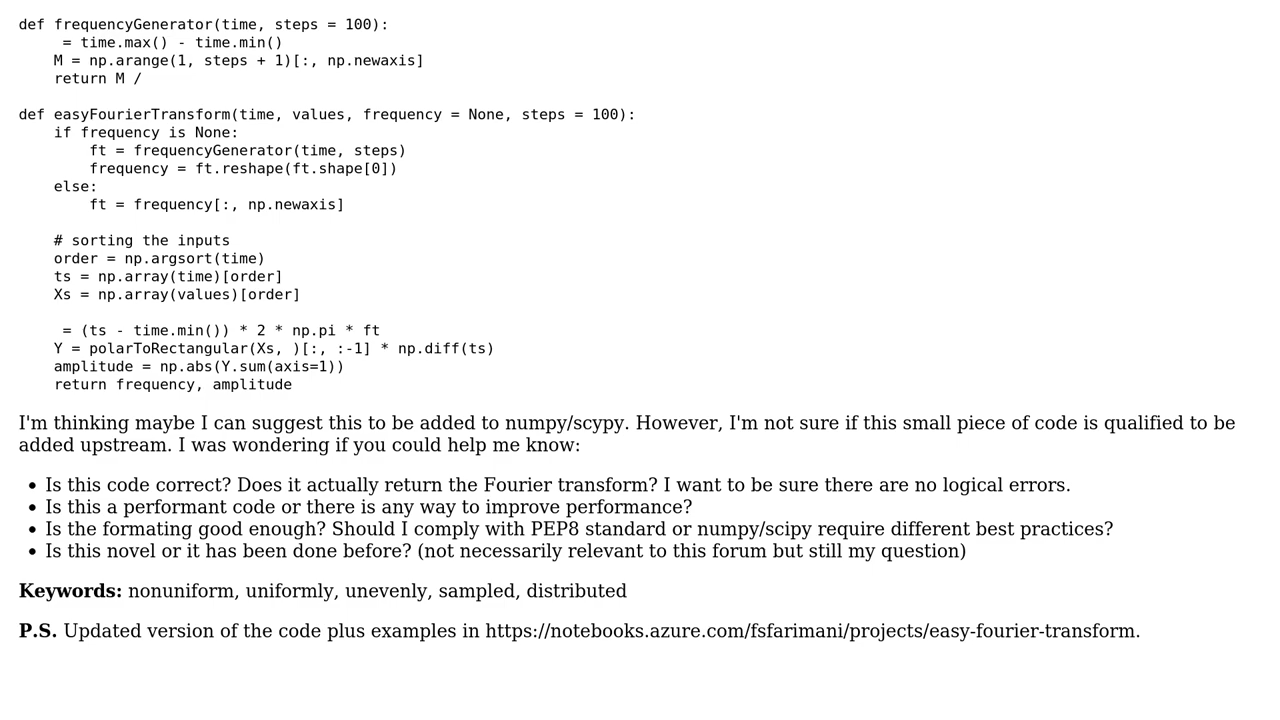 def frequencyGenerator(time, steps = 100):
     = time.max() - time.min()
    M = np.arange(1, steps + 1)[:, np.newaxis]
    return M /

def easyFourierTransform(time, values, frequency = None, steps = 100):
    if frequency is None:
        ft = frequencyGenerator(time, steps)
        frequency = ft.reshape(ft.shape[0])
    else:
        ft = frequency[:, np.newaxis]

    # sorting the inputs
    order = np.argsort(time)
    ts = np.array(time)[order]
    Xs = np.array(values)[order]

     = (ts - time.min()) * 2 * np.pi * ft
    Y = polarToRectangular(Xs, )[:, :-1] * np.diff(ts)
    amplitude = np.abs(Y.sum(axis=1))
    return frequency, amplitude

I'm thinking maybe I can suggest this to be added to numpy/scypy. However, I'm not sure if this small piece of code is qualified to be
added upstream. I was wondering if you could help me know:

• Is this code correct? Does it actually return the Fourier transform? I want to be sure there are no logical errors.
• Is this a performant code or there is any way to improve performance?
• Is the formating good enough? Should I comply with PEP8 standard or numpy/scipy require different best practices?
• Is this novel or it has been done before? (not necessarily relevant to this forum but still my question)

Keywords: nonuniform, uniformly, unevenly, sampled, distributed

P.S. Updated version of the code plus examples in https://notebooks.azure.com/fsfarimani/projects/easy-fourier-transform.